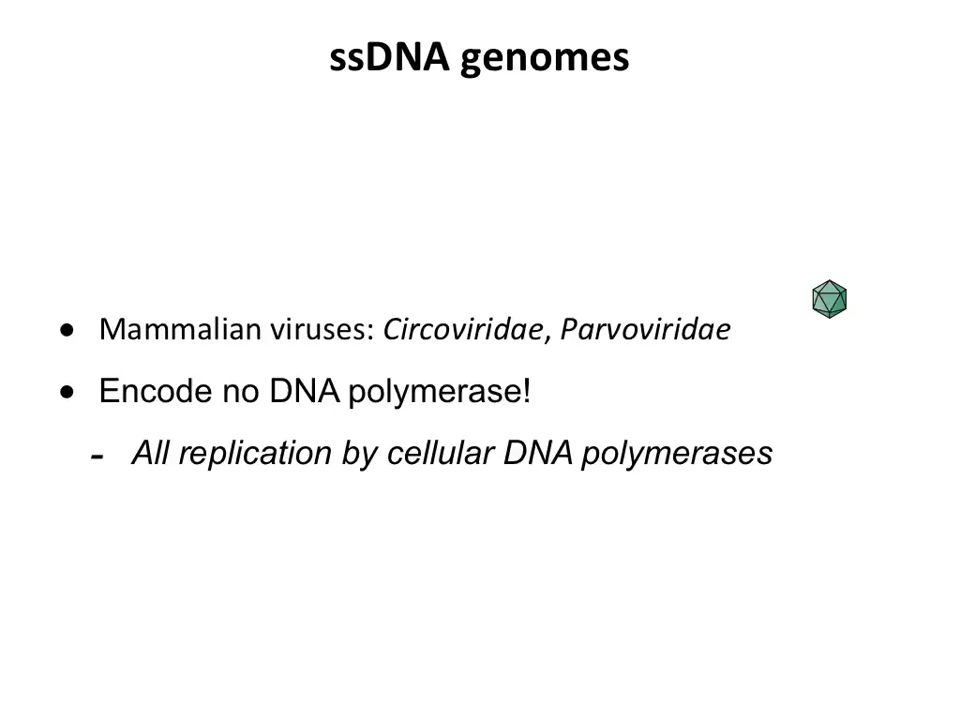 ssDNA genomes
• Mammalian viruses: Circoviridae, Parvoviridae
• Encode no DNA polymerase!
- All replication by cellular DNA polymerases